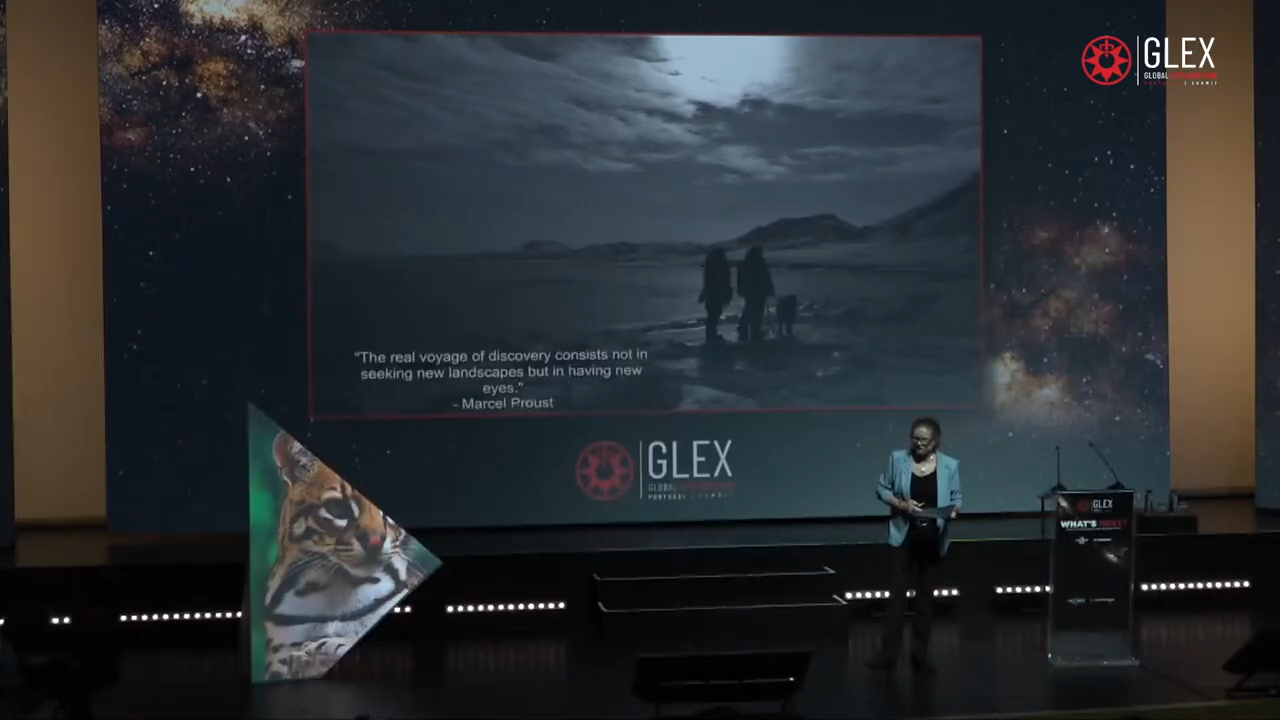 GLEX
GLOBAL
"The real voyage of discovery consists not in
seeking new landscapes but in having new
eyes."
- Marcel Proust
GLEX
GLOBAL
PORTUGAL SUMMIT
GLEX
WHAT'S NEXT?